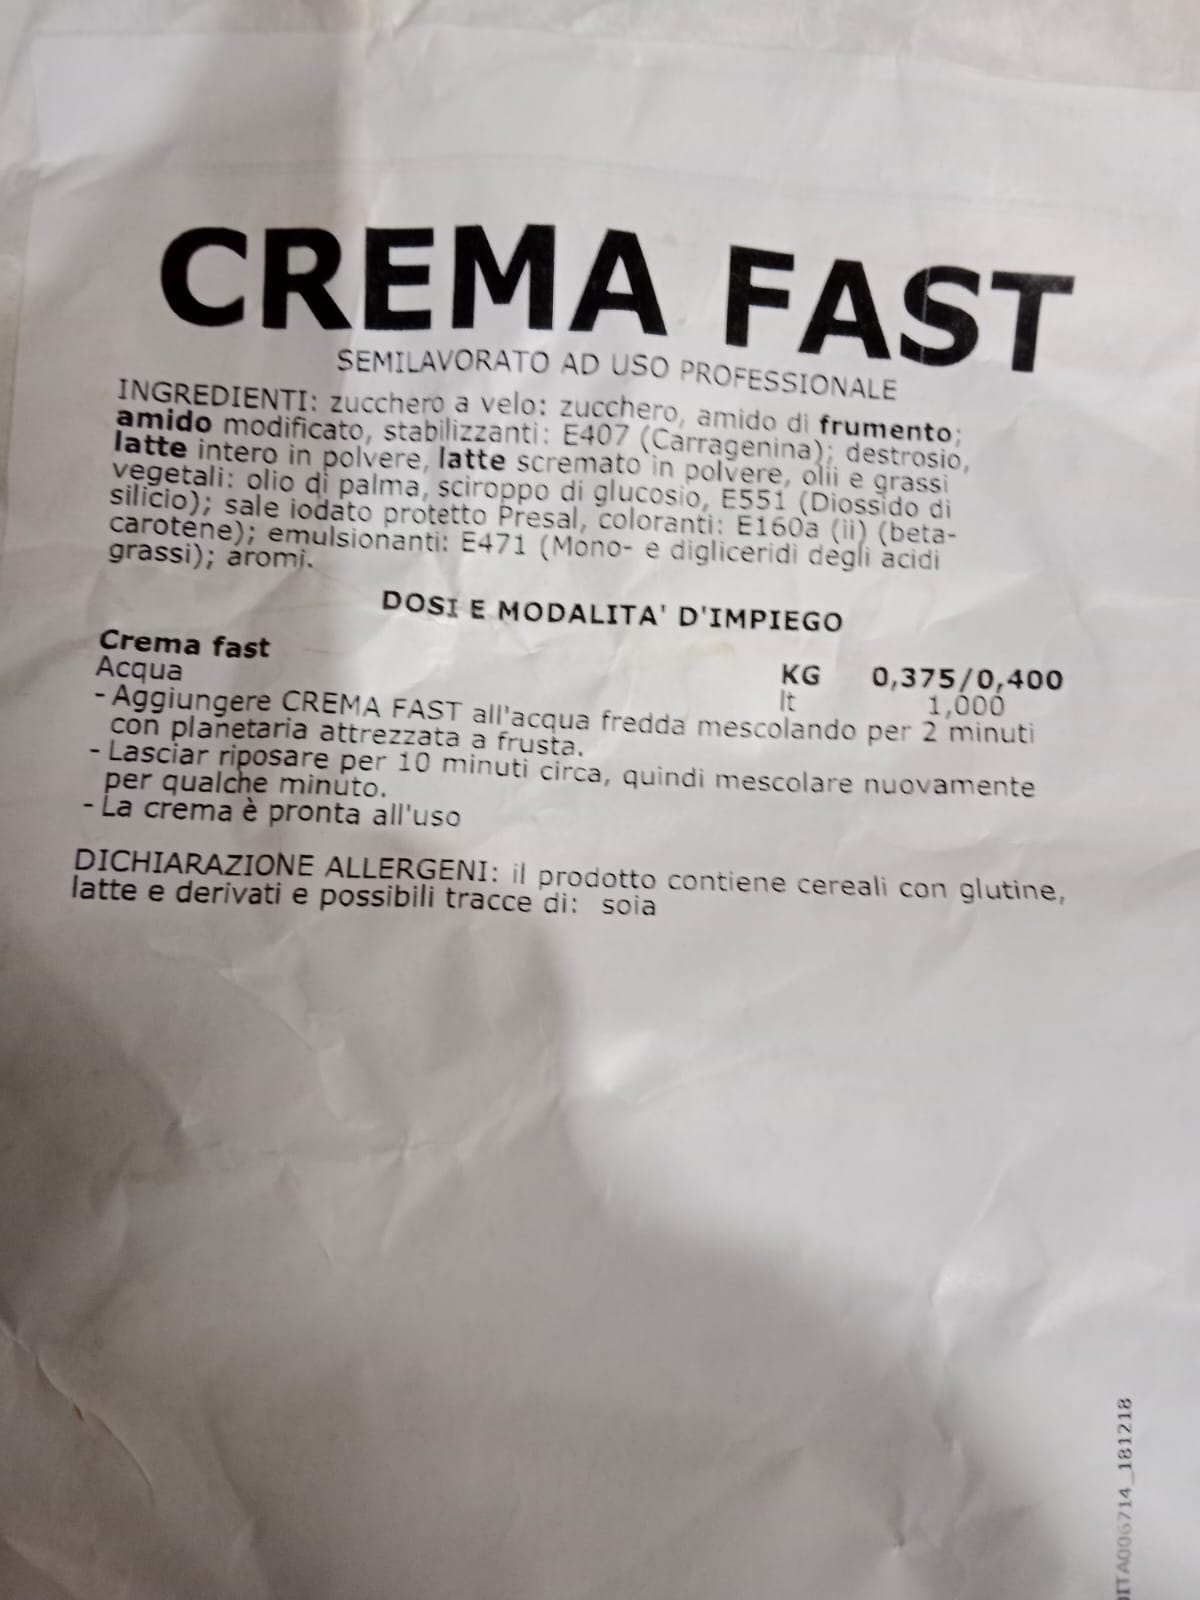 CREMA FAST
SEMILAVORATO AD USO PROFESSIONALE
INGREDIENTI: zucchero a velo: zucchero, amido di frumento;
amido modificato, stabilizzanti: E407 (Carragenina); destrosio,
latte intero in polvere, latte scremato in polvere, olii e grassi
vegetali: olio di palma, sciroppo di glucosio, E551 (Diossido di
silicio); sale iodato protetto Presal, coloranti: E160a (ii) (beta-
carotene); emulsionanti: E471 (Mono- e digliceridi degli acidi
grassi); aromi.
DOSI E MODALITA' D'IMPIEGO
Crema fast KG 0,375/0,400
Acqua lt 1,000
- Aggiungere CREMA FAST all'acqua fredda mescolando per 2 minuti
con planetaria attrezzata a frusta.
- Lasciar riposare per 10 minuti circa, quindi mescolare nuovamente
per qualche minuto.
- La crema è pronta all'uso
DICHIARAZIONE ALLERGENI: il prodotto contiene cereali con glutine,
latte e derivati e possibili tracce di: soia